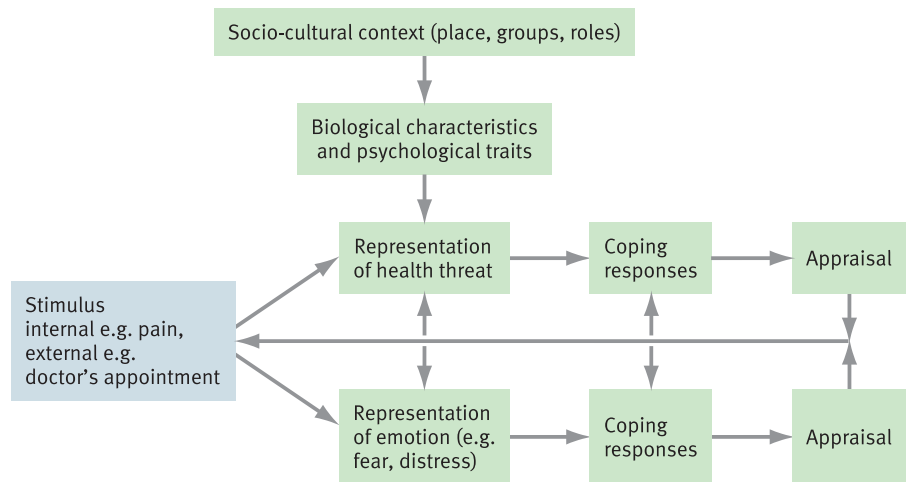 Socio-cultural context (place, groups, roles)
Biological characteristics
and psychological traits
Representation
of health threat
Coping
responses
Appraisal
Stimulus
internal e.g. pain,
external e.g.
doctor's appointment
Representation
of emotion (e.g.
fear, distress)
Coping
responses
Appraisal